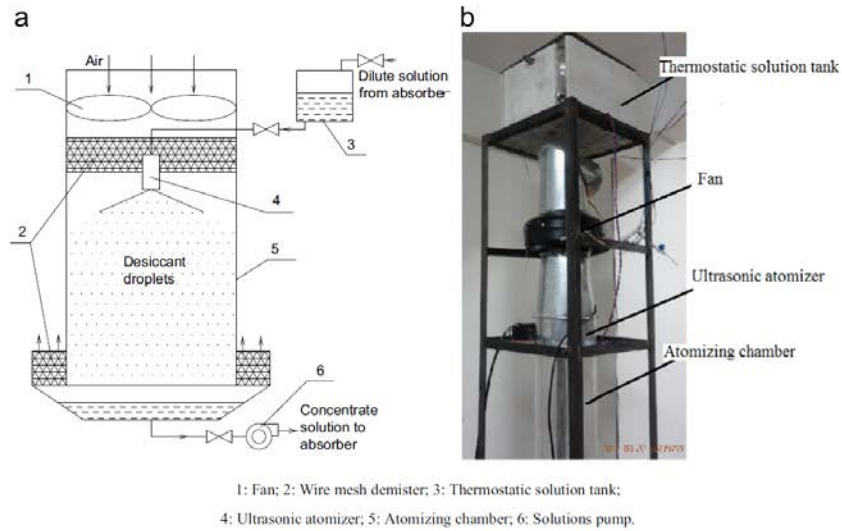 a
Air
1
Dilute solution
from absorber
3
2
4
5
Desiccant
droplets
6
Concentrate
solution to
absorber
b
Thermostatic solution tank
Fan
Ultrasonic atomizer
Atomizing chamber
1: Fan; 2: Wire mesh demister; 3: Thermostatic solution tank;
4: Ultrasonic atomizer; 5: Atomizing chamber; 6: Solutions pump.